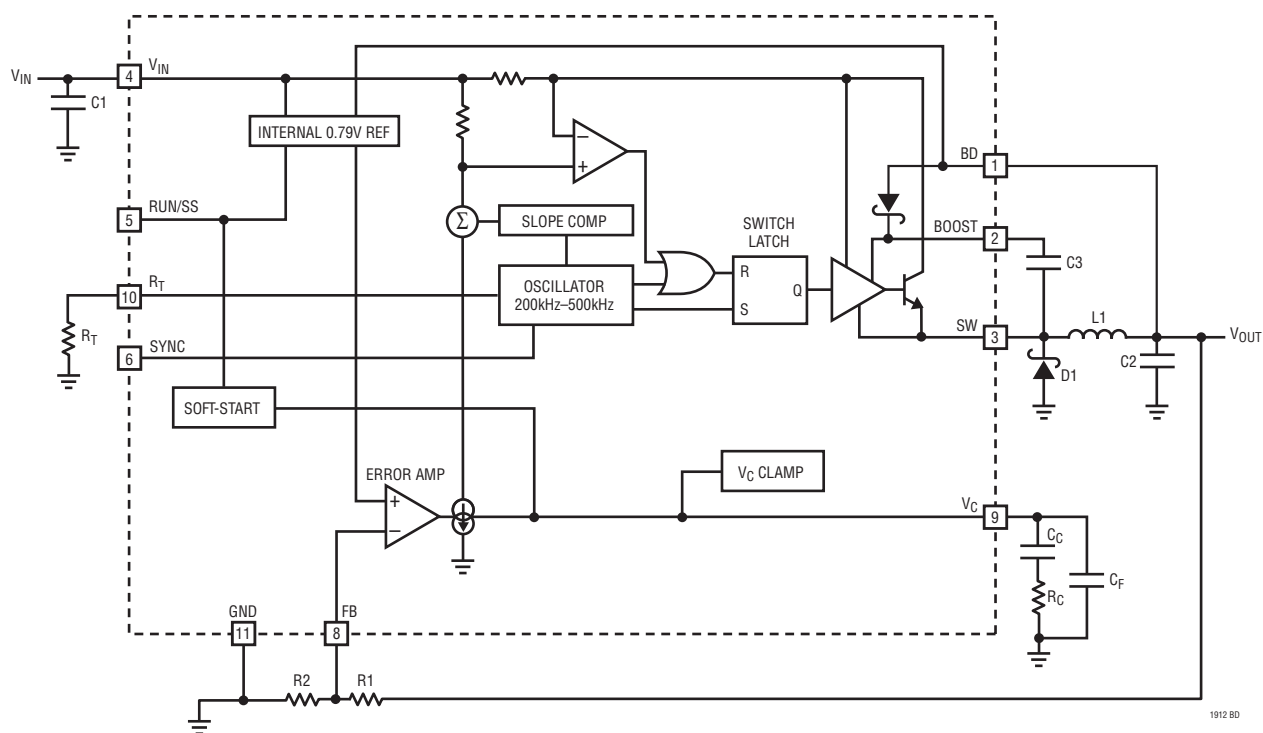 VIN
4
VIN
C1
INTERNAL 0.79V REF
−
+
BD
1
5
RUN/SS
Σ
SLOPE COMP
SWITCH
LATCH
BOOST
2
C3
10
RT
OSCILLATOR
200kHz–500kHz
R
Q
S
RT
6
SYNC
SW
3
L1
VOUT
D1
C2
SOFT-START
ERROR AMP
VC CLAMP
+
−
VC
9
CC
RC
CF
GND
11
FB
8
R2
R1
1912 BD